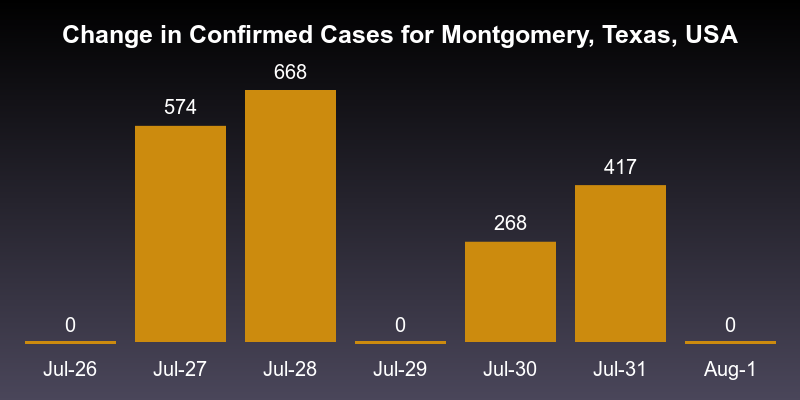 Change in Confirmed Cases for Montgomery, Texas, USA
668
574
417
268
0
0
0
Jul-26
Jul-27
Jul-28
Jul-29
Jul-30
Jul-31
Aug-1